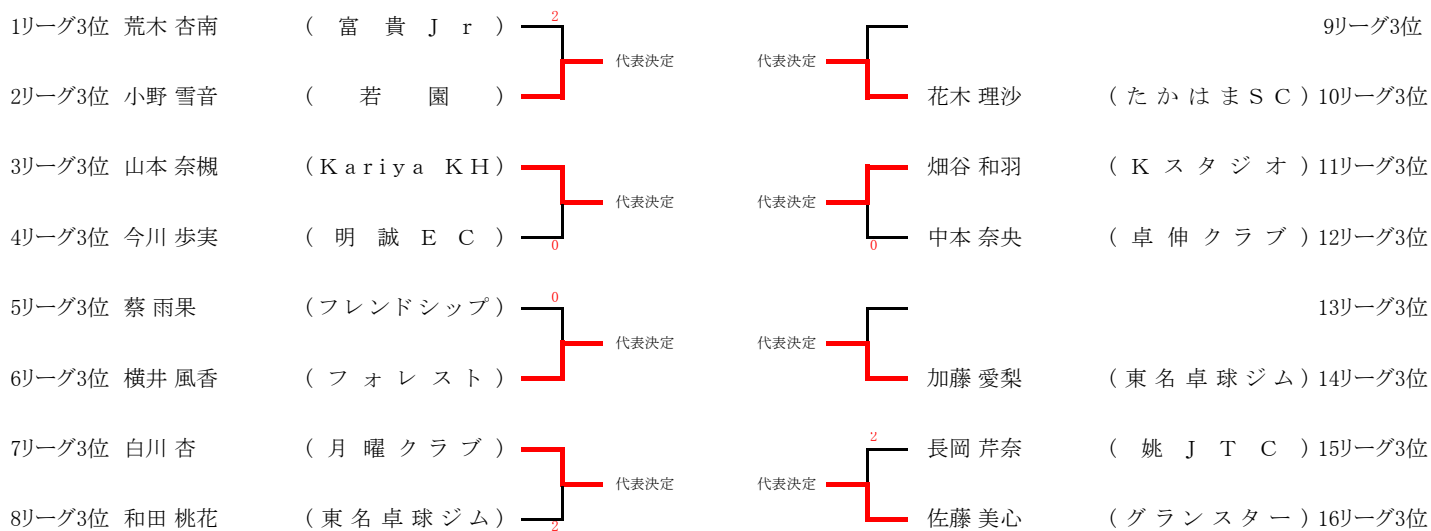 1リーグ3位 荒木 杏南 (富貴Jr) 2 9リーグ3位
代表決定 代表決定
2リーグ3位 小野 雪音 (若園) 花木 理沙 (たかはまSC) 10リーグ3位
3リーグ3位 山本 奈槻 (Kariya KH) 畑谷 和羽 (Kスタジオ) 11リーグ3位
代表決定 代表決定
4リーグ3位 今川 歩実 (明誠EC) 0 0 中本 奈央 (卓伸クラブ) 12リーグ3位
5リーグ3位 蔡 雨果 (フレンドシップ) 0 13リーグ3位
代表決定 代表決定
6リーグ3位 横井 風香 (フォレスト) 加藤 愛梨 (東名卓球ジム) 14リーグ3位
7リーグ3位 白川 杏 (月曜クラブ) 2 長岡 芹奈 (姚JTC) 15リーグ3位
代表決定 代表決定
8リーグ3位 和田 桃花 (東名卓球ジム) 2 佐藤 美心 (グランスター) 16リーグ3位